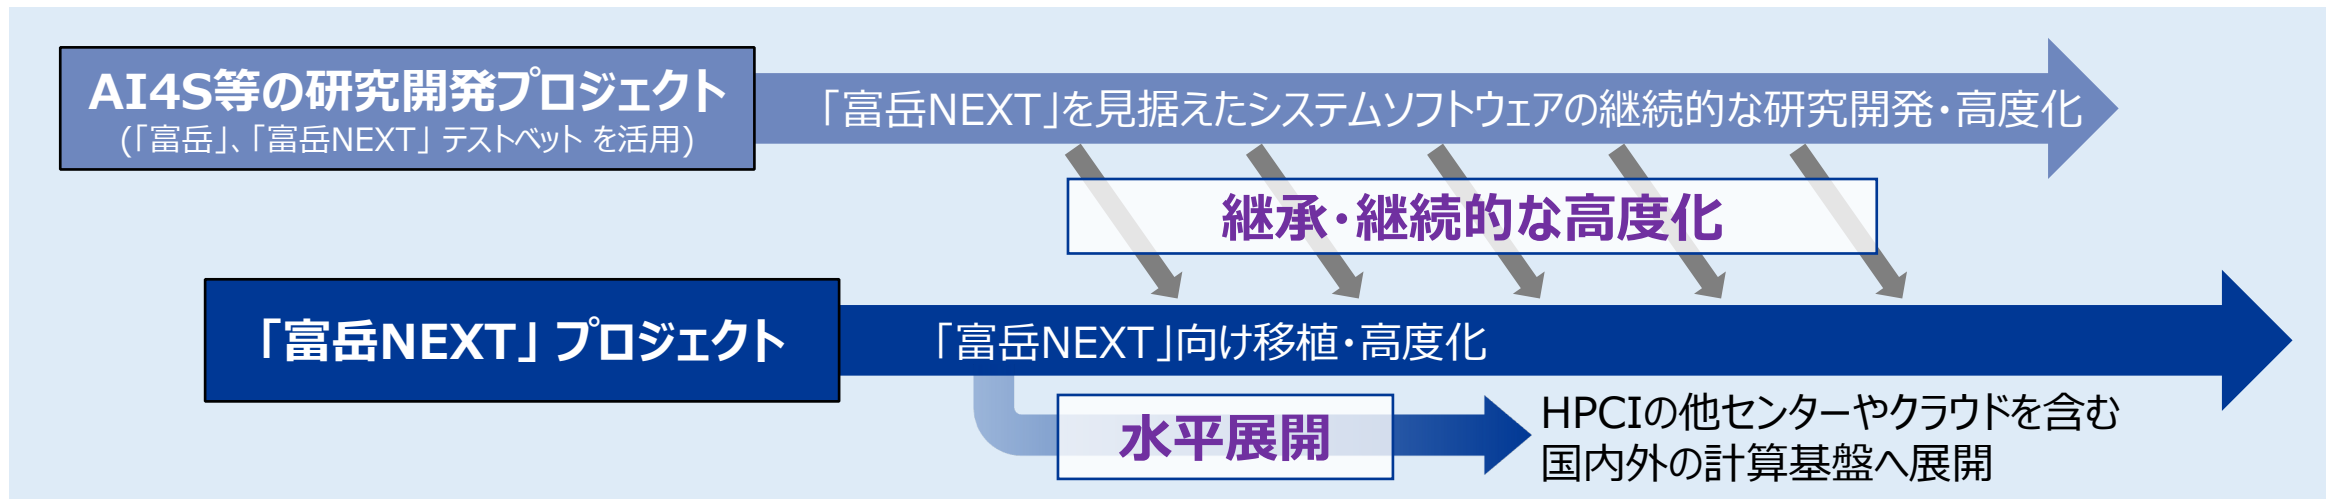 AI4S等の研究開発プロジェクト
(「富岳」、「富岳NEXT」 テストベット を活用)
「富岳NEXT」を見据えたシステムソフトウェアの継続的な研究開発・高度化
継承・継続的な高度化
「富岳NEXT」 プロジェクト
「富岳NEXT」向け移植・高度化
水平展開
HPCIの他センターやクラウドを含む
国内外の計算基盤へ展開